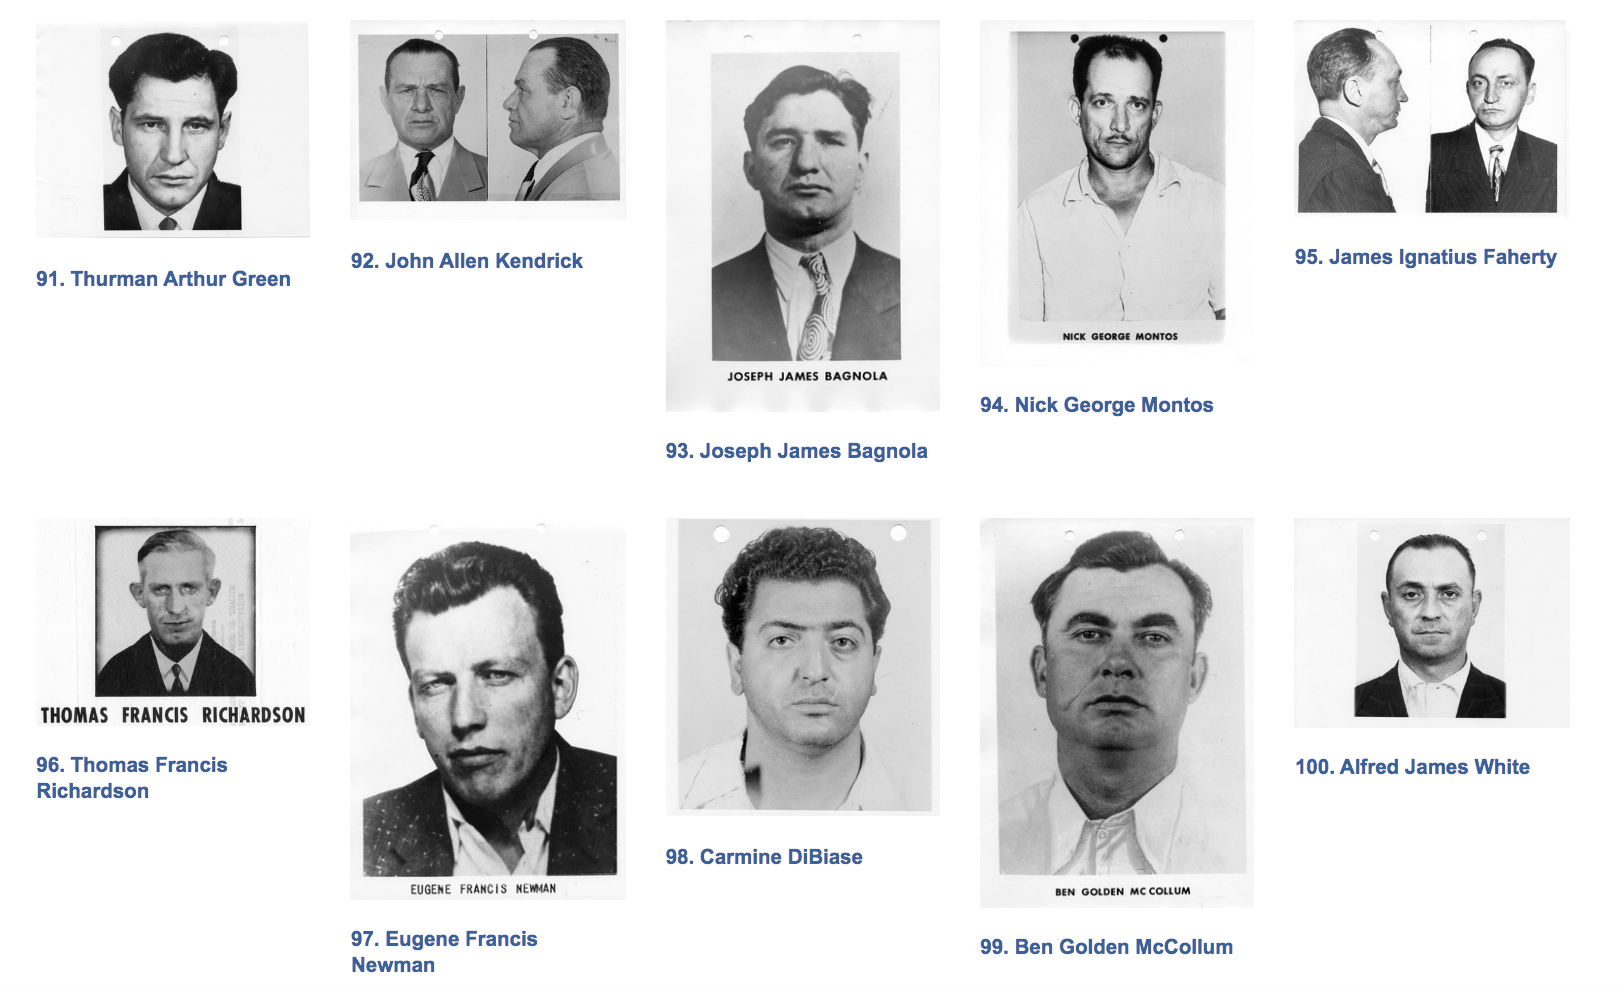 91. Thurman Arthur Green
92. John Allen Kendrick
JOSEPH JAMES BAGNOLA
93. Joseph James Bagnola
NICK GEORGE MONTOS
94. Nick George Montos
95. James Ignatius Faherty
THOMAS FRANCIS RICHARDSON
96. Thomas Francis
Richardson
EUGENE FRANCIS NEWMAN
97. Eugene Francis
Newman
98. Carmine DiBiase
BEN GOLDEN MC COLLUM
99. Ben Golden McCollum
100. Alfred James White